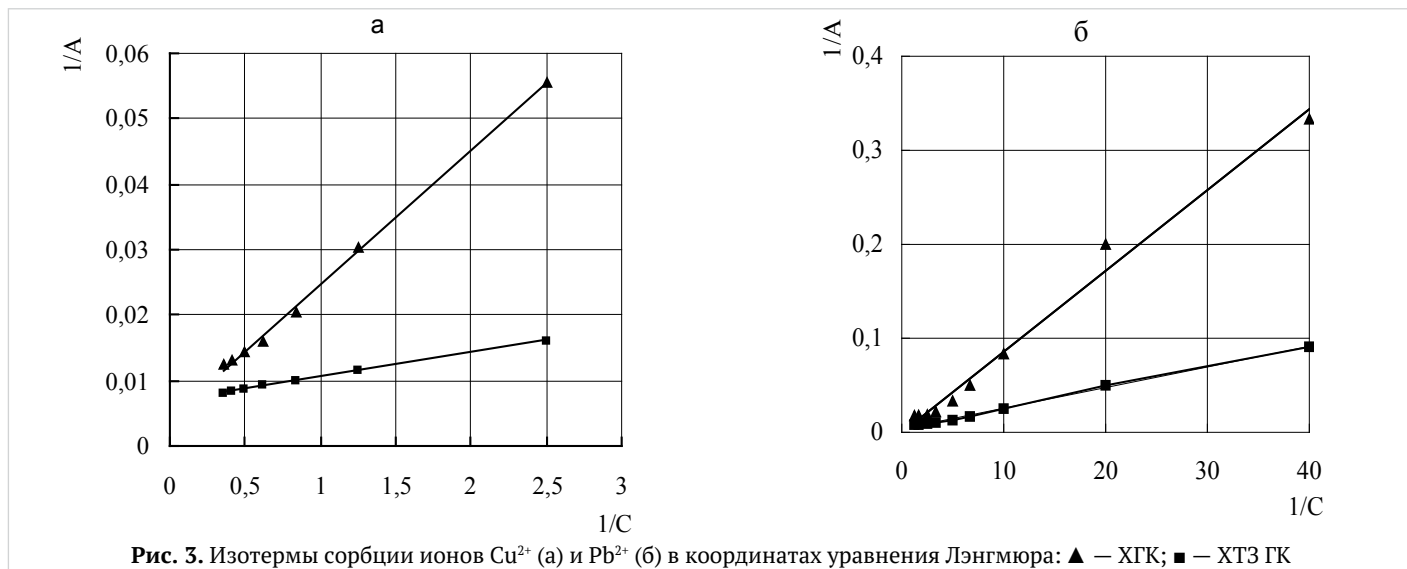 а
1/A
0,06
0,05
0,04
0,03
0,02
0,01
0
0 0,5 1 1,5 2 2,5 3
1/C
б
1/A
0,4
0,3
0,2
0,1
0
0 10 20 30 40
1/C
Рис. 3. Изотермы сорбции ионов Cu²⁺ (а) и Pb²⁺ (б) в координатах уравнения Лэнгмюра: ▲ — ХГК; ■ — ХТЗ ГК